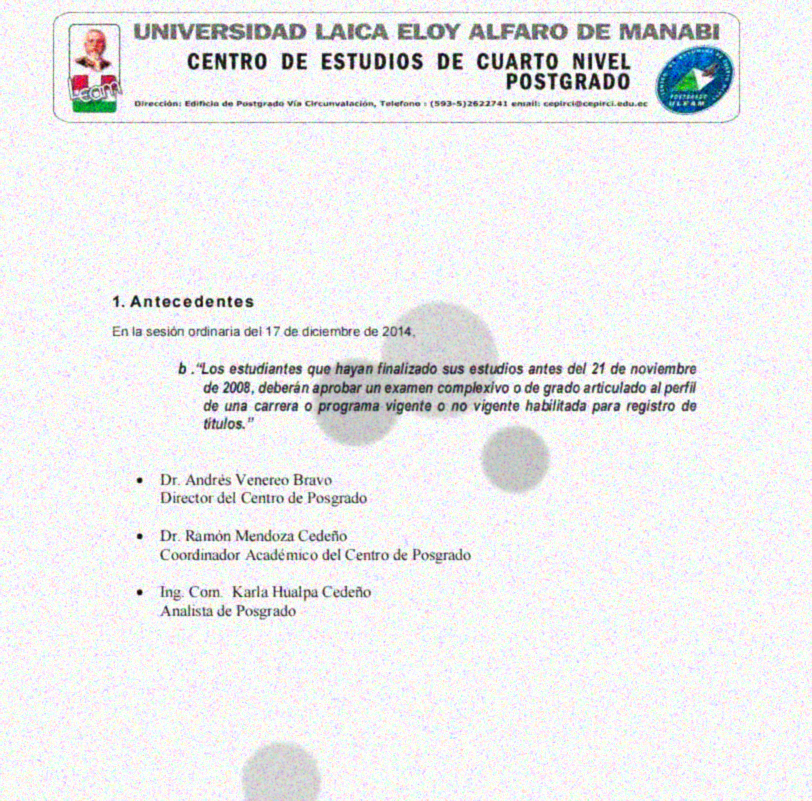 UNIVERSIDAD LAICA ELOY ALFARO DE MANABI
CENTRO DE ESTUDIOS DE CUARTO NIVEL
POSTGRADO
Dirección: Edificio de Postgrado Vía Circunvalación, Telefono : (593-5)2622741 email: cepirci@cepirci.edu.ec
Leam
POSTGRADO
ULEAM
1. Antecedentes
En la sesión ordinaria del 17 de diciembre de 2014,
b ."Los estudiantes que hayan finalizado sus estudios antes del 21 de noviembre
de 2008, deberán aprobar un examen complexivo o de grado articulado al perfil
de una carrera o programa vigente o no vigente habilitada para registro de
títulos."
• Dr. Andrés Venereo Bravo
Director del Centro de Posgrado
• Dr. Ramón Mendoza Cedeño
Coordinador Académico del Centro de Posgrado
• Ing. Com. Karla Hualpa Cedeño
Analista de Posgrado